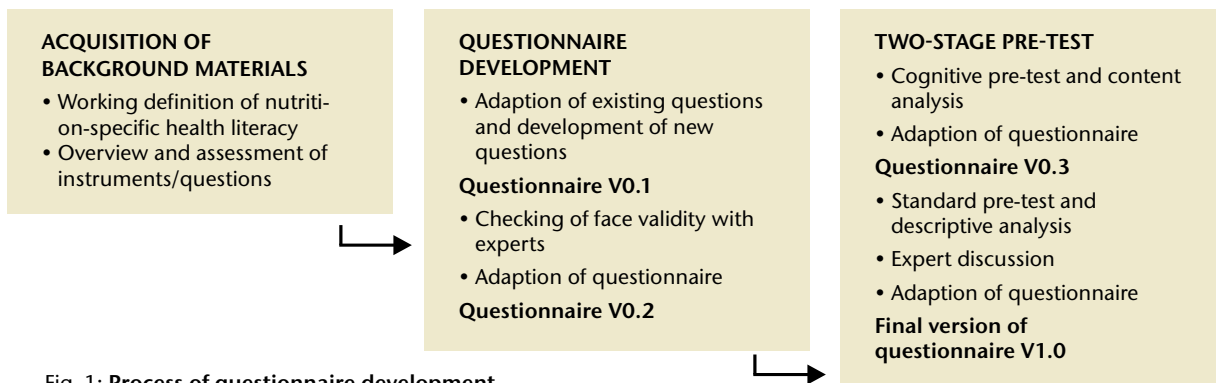 ACQUISITION OF
BACKGROUND MATERIALS
• Working definition of nutriti-
on-specific health literacy
• Overview and assessment of
instruments/questions
QUESTIONNAIRE
DEVELOPMENT
• Adaption of existing questions
and development of new
questions
Questionnaire V0.1
• Checking of face validity with
experts
• Adaption of questionnaire
Questionnaire V0.2
TWO-STAGE PRE-TEST
• Cognitive pre-test and content
analysis
• Adaption of questionnaire
Questionnaire V0.3
• Standard pre-test and
descriptive analysis
• Expert discussion
• Adaption of questionnaire
Final version of
questionnaire V1.0
Fig. 1: Process of questionnaire development